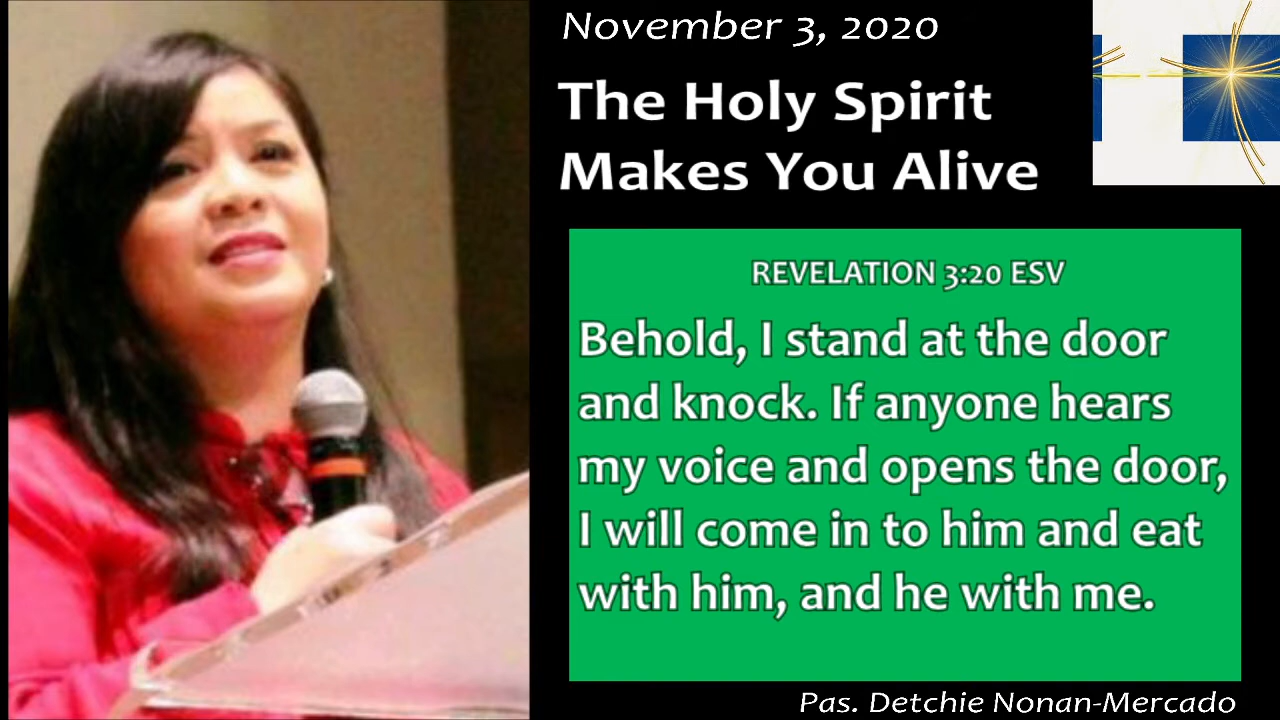 November 3, 2020
The Holy Spirit
Makes You Alive
REVELATION 3:20 ESV
Behold, I stand at the door
and knock. If anyone hears
my voice and opens the door,
I will come in to him and eat
with him, and he with me.
Pas. Detchie Nonan-Mercado